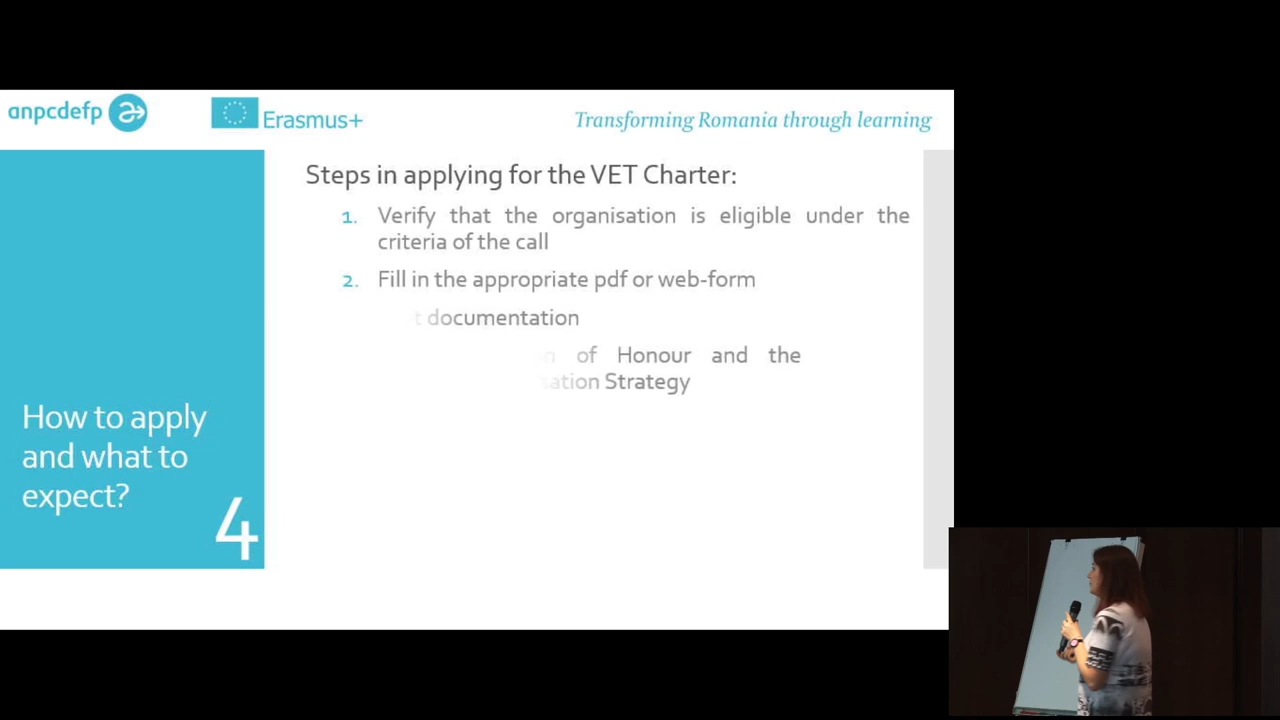 anpcdefp
Erasmus+
Transforming Romania through learning
Steps in applying for the VET Charter:
1. Verify that the organisation is eligible under the
criteria of the call
2. Fill in the appropriate pdf or web-form
documentation
of Honour and the
Strategy
How to apply
and what to
expect?
4